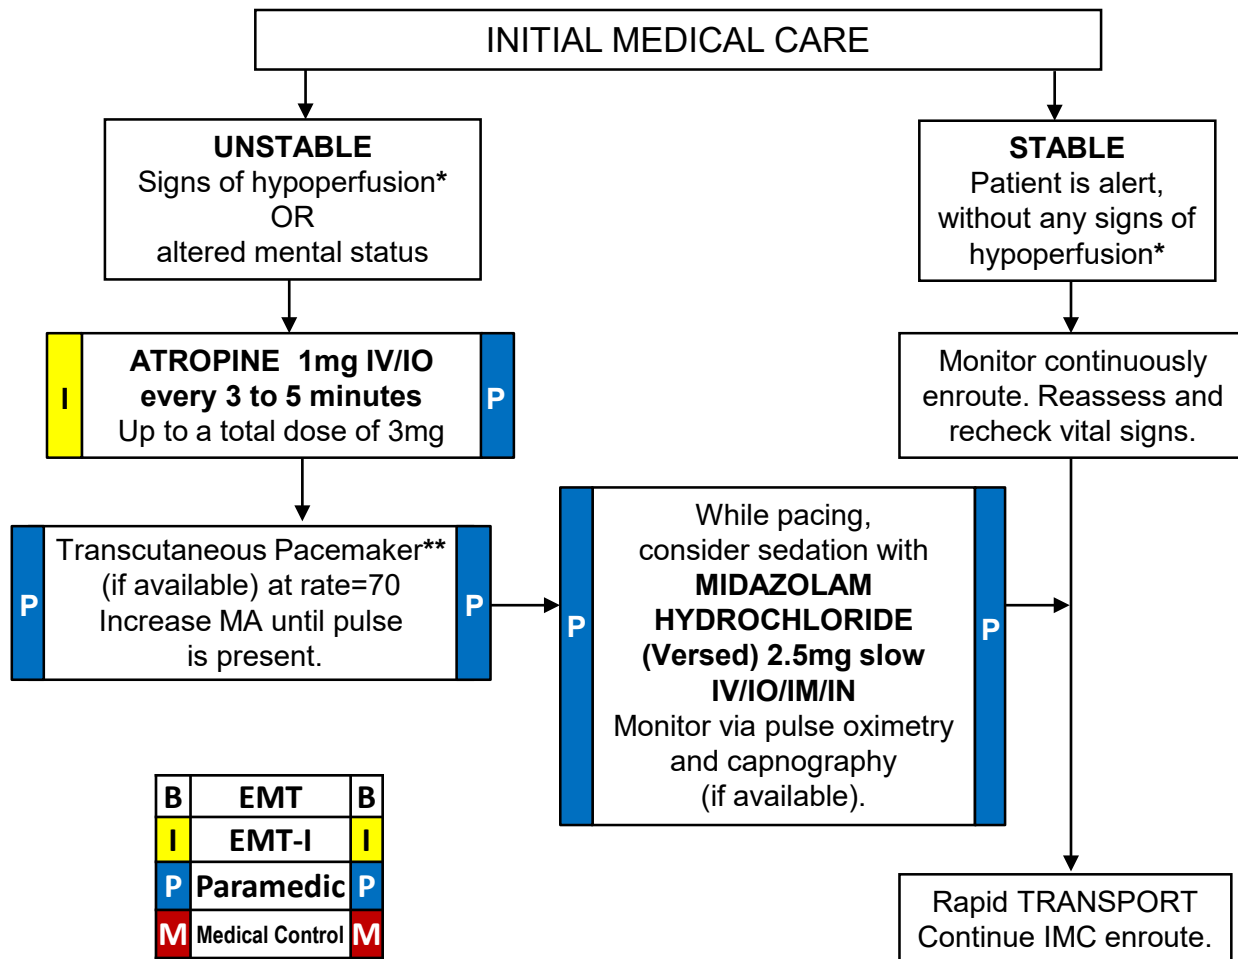 INITIAL MEDICAL CARE
UNSTABLE
Signs of hypoperfusion*
OR
altered mental status
STABLE
Patient is alert,
without any signs of
hypoperfusion*
I
ATROPINE 1mg IV/IO
every 3 to 5 minutes
Up to a total dose of 3mg
P
Monitor continuously
enroute. Reassess and
recheck vital signs.
P
Transcutaneous Pacemaker**
(if available) at rate=70
Increase MA until pulse
is present.
P
P
While pacing,
consider sedation with
MIDAZOLAM
HYDROCHLORIDE
(Versed) 2.5mg slow
IV/IO/IM/IN
Monitor via pulse oximetry
and capnography
(if available).
P
B EMT B
I EMT-I I
P Paramedic P
M Medical Control M
Rapid TRANSPORT
Continue IMC enroute.